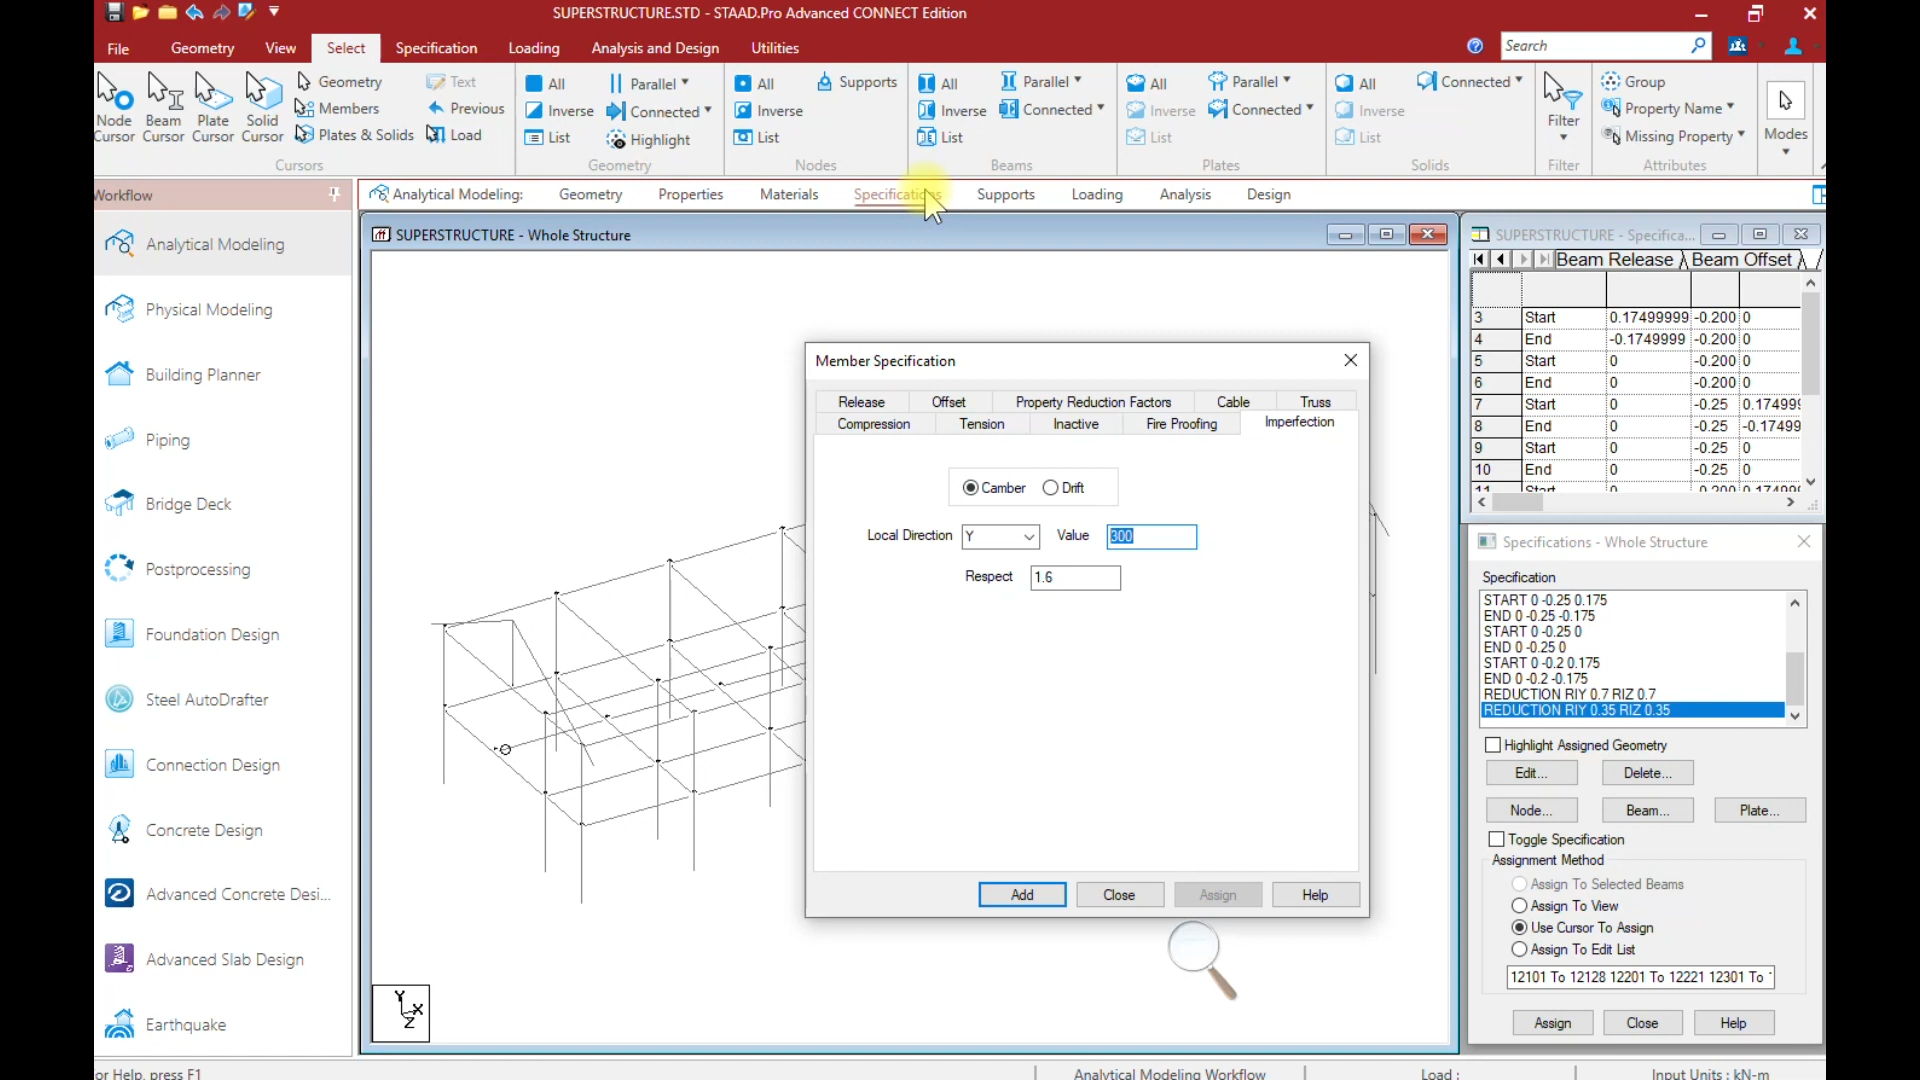 SUPERSTRUCTURE.STD - STAAD.Pro Advanced CONNECT Edition
File Geometry View Select Specification Loading Analysis and Design Utilities Search
Node Cursor
Beam Cursor
Plate Cursor
Solid Cursor
Geometry
Members
Plates & Solids
Text
Previous
Load
Cursors
All
Inverse
List
Parallel
Connected
Highlight
Geometry
All
Inverse
List
Supports
Nodes
All
Inverse
List
Parallel
Connected
Beams
All
Inverse
List
Parallel
Connected
Plates
All
Inverse
List
Connected
Solids
Filter
Filter
Group
Property Name
Missing Property
Attributes
Modes
Workflow
Analytical Modeling: Geometry Properties Materials Specifications Supports Loading Analysis Design
Analytical Modeling
Physical Modeling
Building Planner
Piping
Bridge Deck
Postprocessing
Foundation Design
Steel AutoDrafter
Connection Design
Concrete Design
Advanced Concrete Desi...
Advanced Slab Design
Earthquake
SUPERSTRUCTURE - Whole Structure
Y
X
Z
Member Specification
Release Offset Property Reduction Factors Cable Truss
Compression Tension Inactive Fire Proofing Imperfection
Camber Drift
Local Direction Y Value 300
Respect 1.6
Add Close Assign Help
SUPERSTRUCTURE - Specifica...
Beam Release Beam Offset
3 Start 0.17499999 -0.200 0
4 End -0.1749999 -0.200 0
5 Start 0 -0.200 0
6 End 0 -0.200 0
7 Start 0 -0.25 0.17499
8 End 0 -0.25 -0.17499
9 Start 0 -0.25 0
10 End 0 -0.25 0
11 Start 0 -0.200 0.17499
Specifications - Whole Structure
Specification
START 0 -0.25 0.175
END 0 -0.25 -0.175
START 0 -0.25 0
END 0 -0.25 0
START 0 -0.2 0.175
END 0 -0.2 -0.175
REDUCTION RIY 0.7 RIZ 0.7
REDUCTION RIY 0.35 RIZ 0.35
Highlight Assigned Geometry
Edit... Delete...
Node... Beam... Plate...
Toggle Specification
Assignment Method
Assign To Selected Beams
Assign To View
Use Cursor To Assign
Assign To Edit List
12101 To 12128 12201 To 12221 12301 To
Assign Close Help
or Help, press F1 Analytical Modeling Workflow Load : Input Units : kN-m